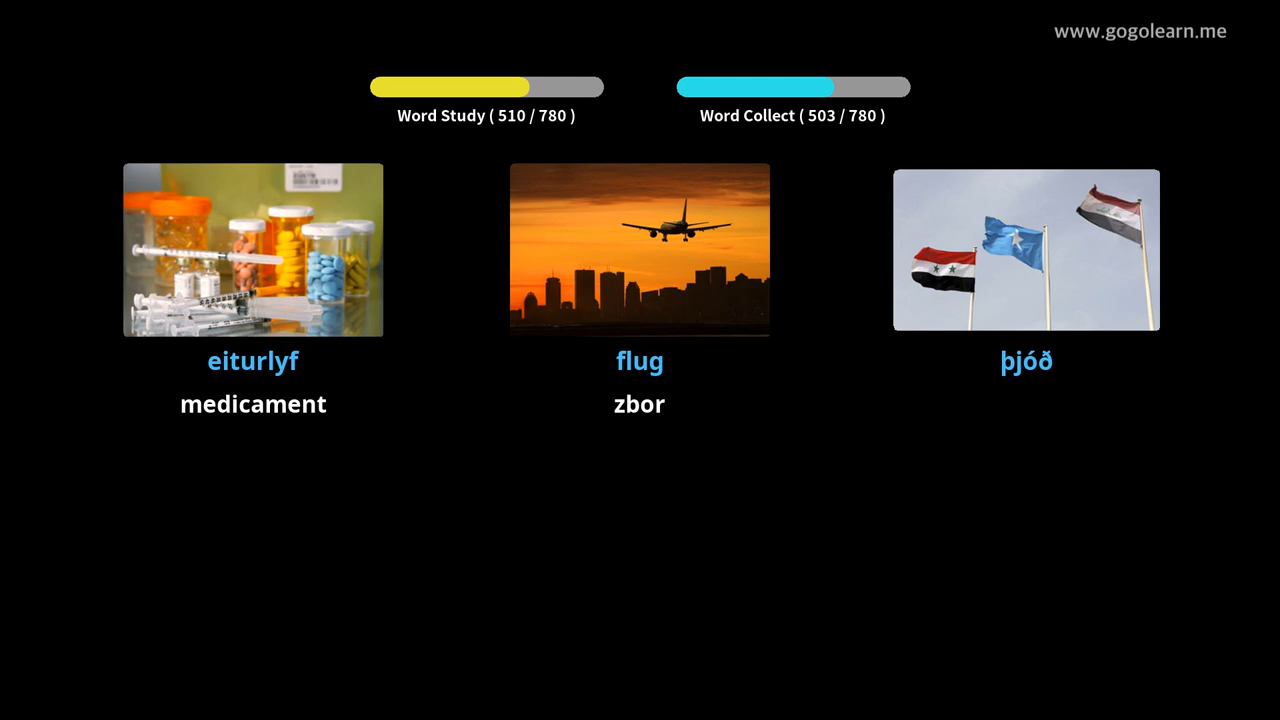 www.gogolearn.me
Word Study ( 510 / 780 )
Word Collect ( 503 / 780 )
eiturlyf
flug
þjóð
medicament
zbor